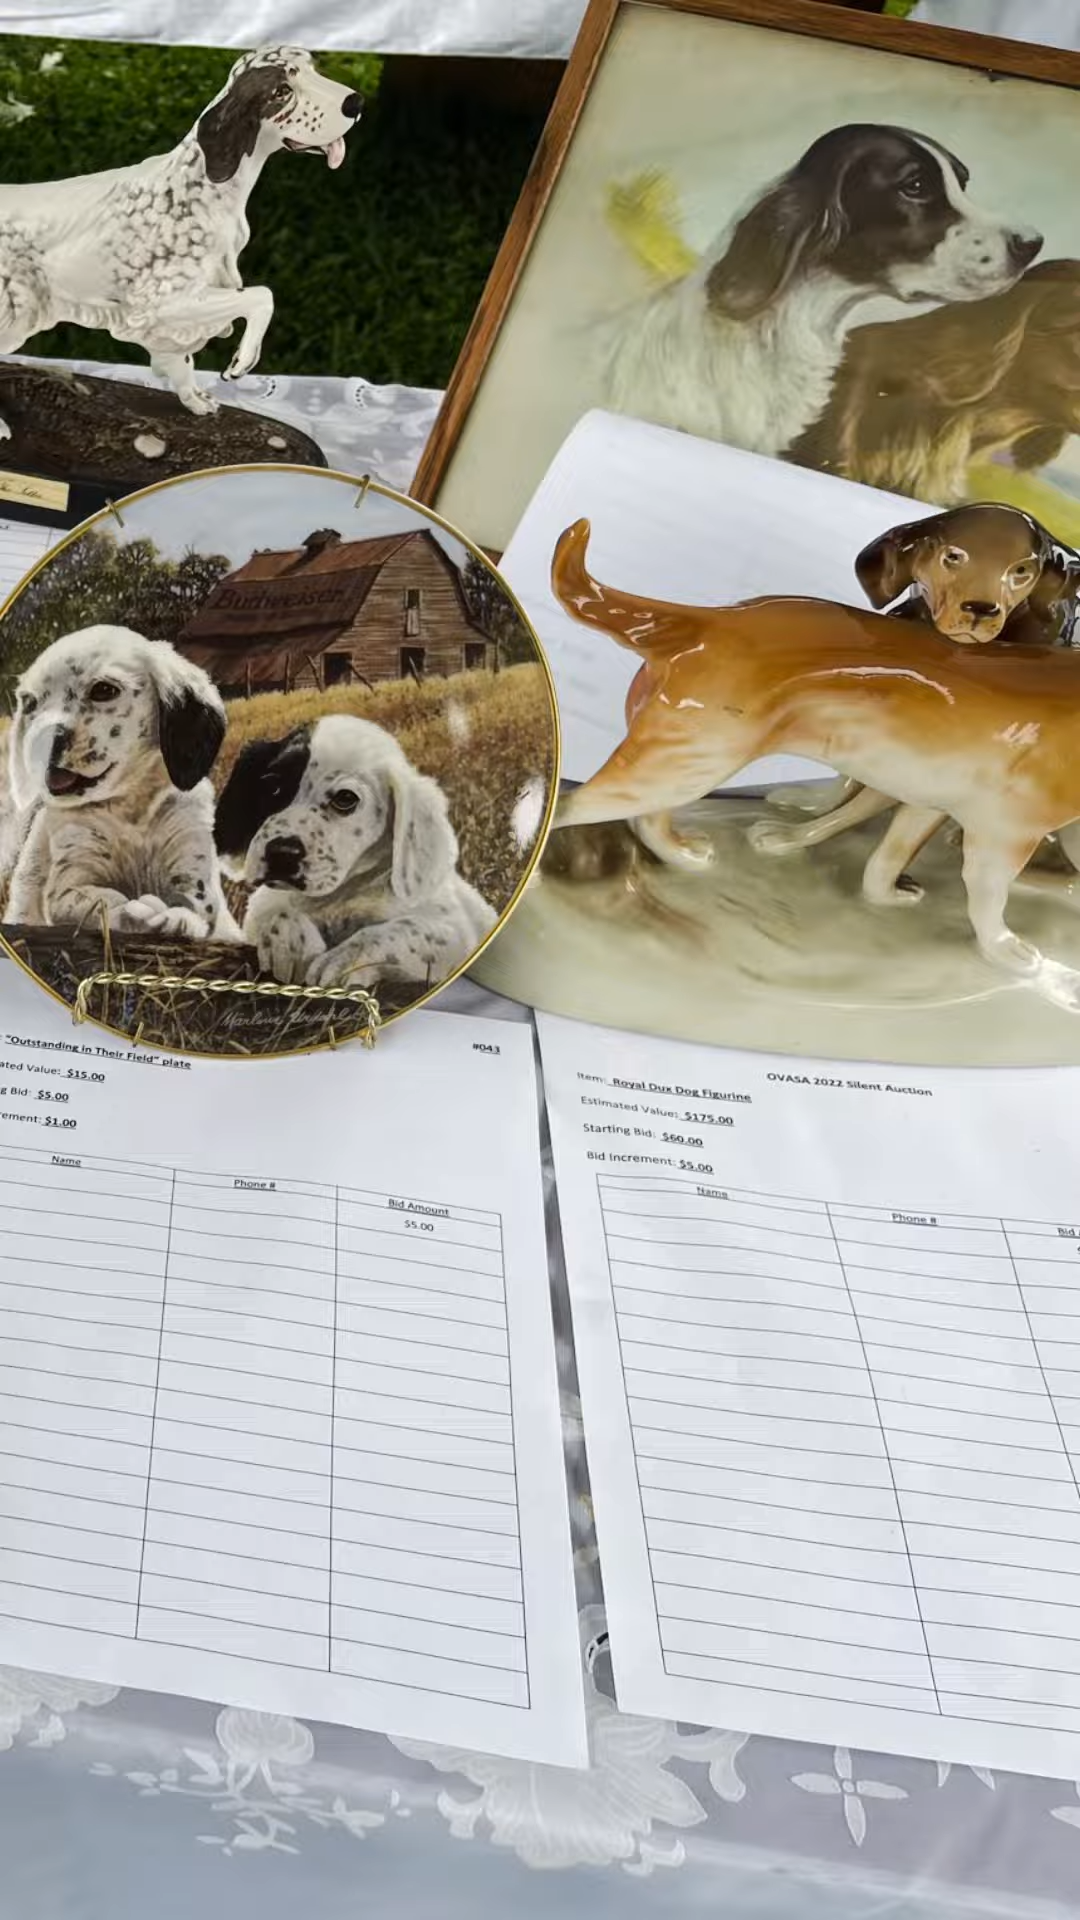 Budweiser
"Outstanding in Their Field" plate
#043
ated Value: $15.00
g Bid: $5.00
ement: $1.00
Name
Phone #
Bid Amount
$5.00
OVASA 2022 Silent Auction
Item: Royal Dux Dog Figurine
Estimated Value: $175.00
Starting Bid: $60.00
Bid Increment: $5.00
Name
Phone #
Bid